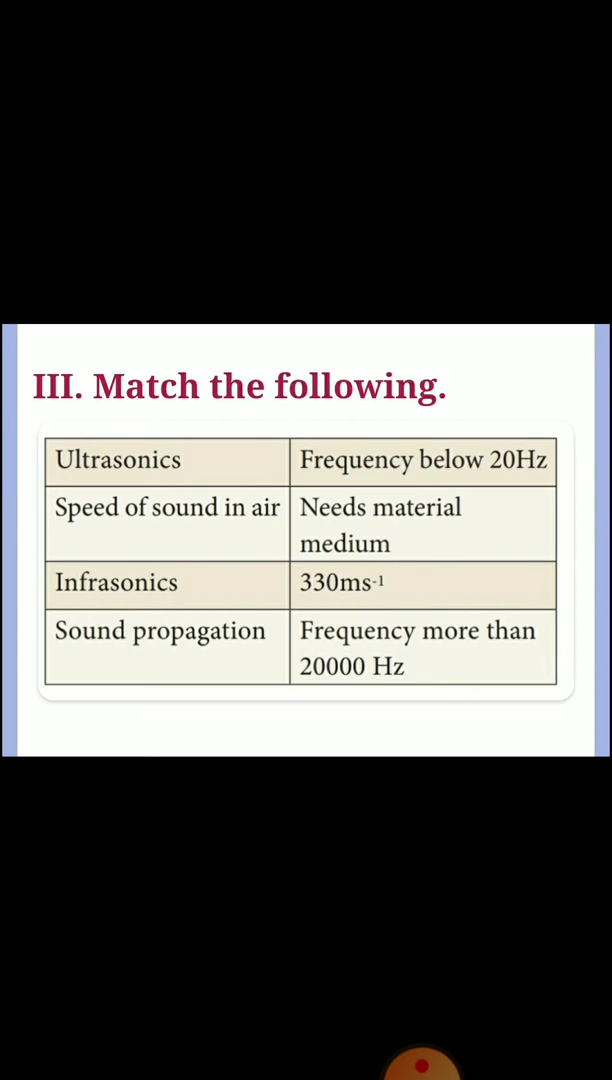 III. Match the following.
Ultrasonics
Frequency below 20Hz
Speed of sound in air
Needs material
medium
Infrasonics
330ms⁻¹
Sound propagation
Frequency more than
20000 Hz